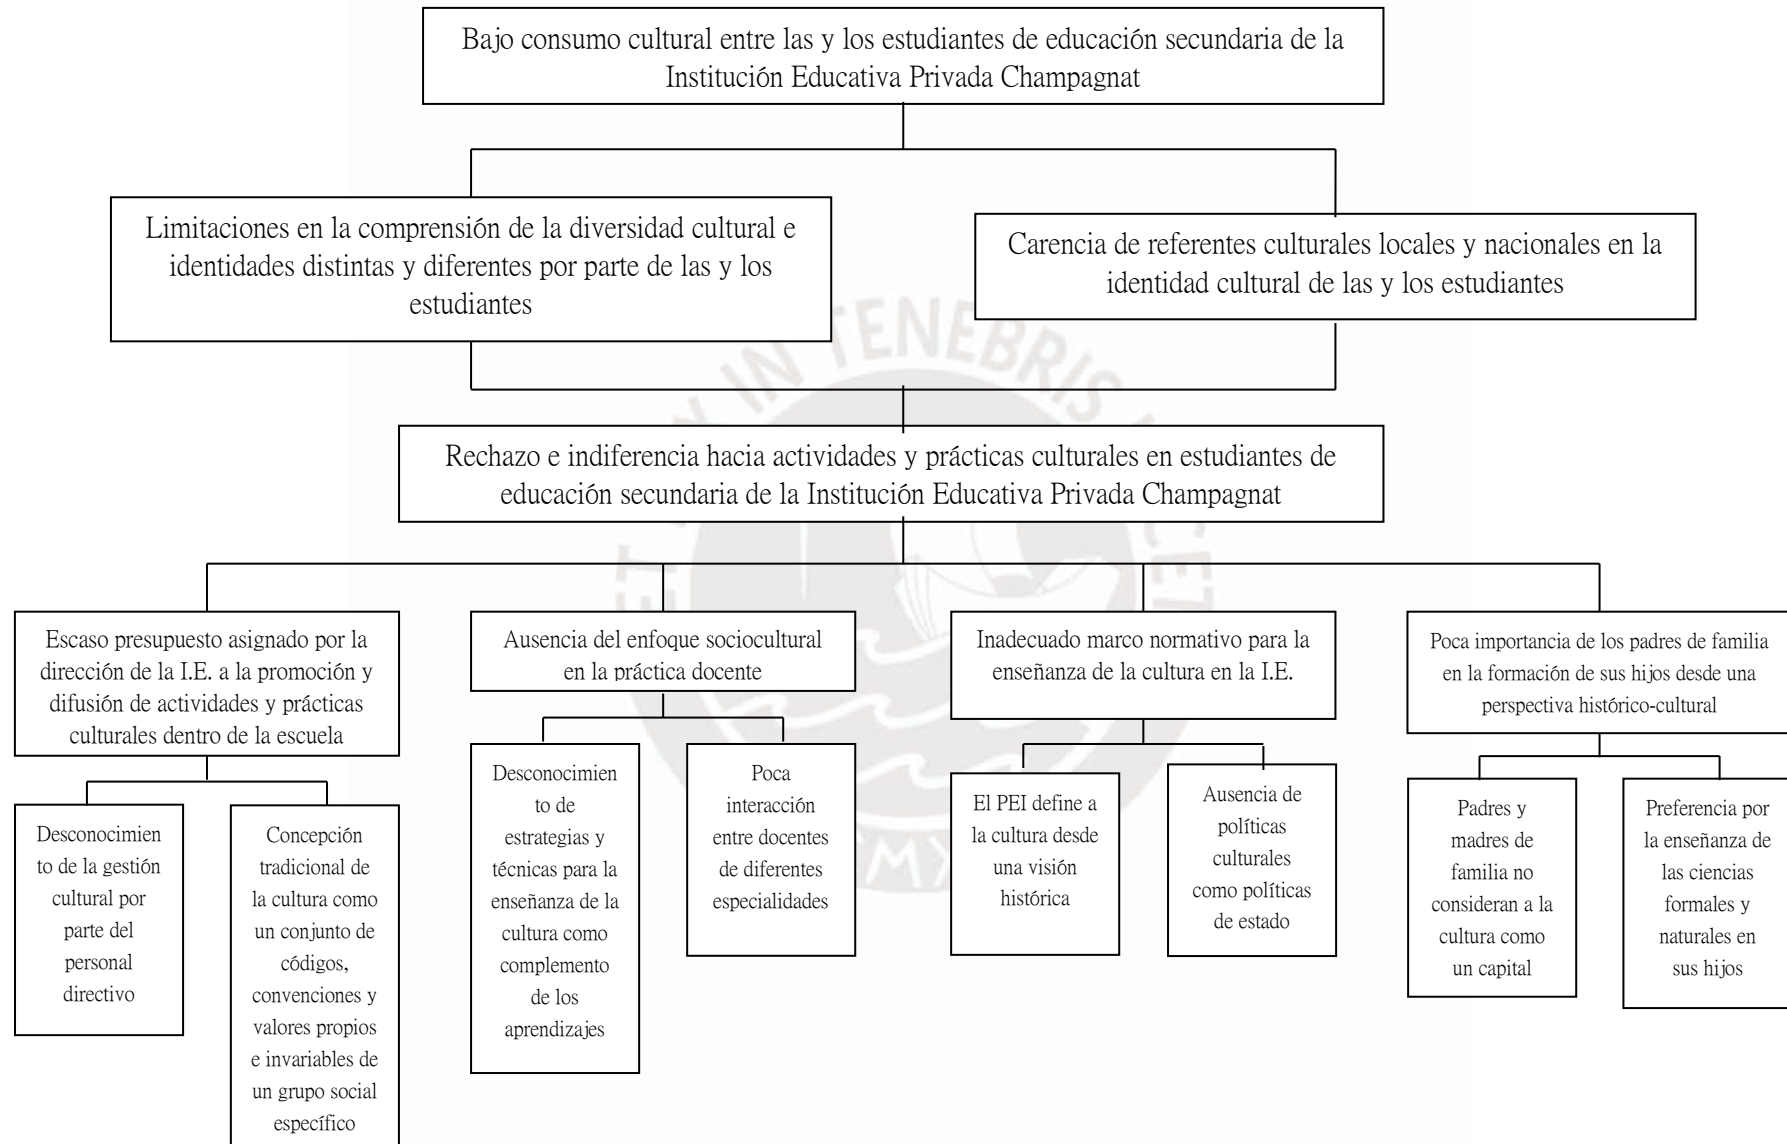 Bajo consumo cultural entre las y los estudiantes de educación secundaria de la
Institución Educativa Privada Champagnat
Limitaciones en la comprensión de la diversidad cultural e
identidades distintas y diferentes por parte de las y los
estudiantes
Carencia de referentes culturales locales y nacionales en la
identidad cultural de las y los estudiantes
IN TENEBRIS
ET
Rechazo e indiferencia hacia actividades y prácticas culturales en estudiantes de
educación secundaria de la Institución Educativa Privada Champagnat
Escaso presupuesto asignado por la
dirección de la I.E. a la promoción y
difusión de actividades y prácticas
culturales dentro de la escuela
Ausencia del enfoque sociocultural
en la práctica docente
Inadecuado marco normativo para la
enseñanza de la cultura en la I.E.
Poca importancia de los padres de familia
en la formación de sus hijos desde una
perspectiva histórico-cultural
Desconocimien
to de la gestión
cultural por
parte del
personal
directivo
Concepción
tradicional de
la cultura como
un conjunto de
códigos,
convenciones y
valores propios
e invariables de
un grupo social
específico
Desconocimien
to de
estrategias y
técnicas para la
enseñanza de la
cultura como
complemento
de los
aprendizajes
Poca
interacción
entre docentes
de diferentes
especialidades
El PEI define a
la cultura desde
una visión
histórica
Ausencia de
políticas
culturales
como políticas
de estado
Padres y
madres de
familia no
consideran a la
cultura como
un capital
Preferencia por
la enseñanza de
las ciencias
formales y
naturales en
sus hijos